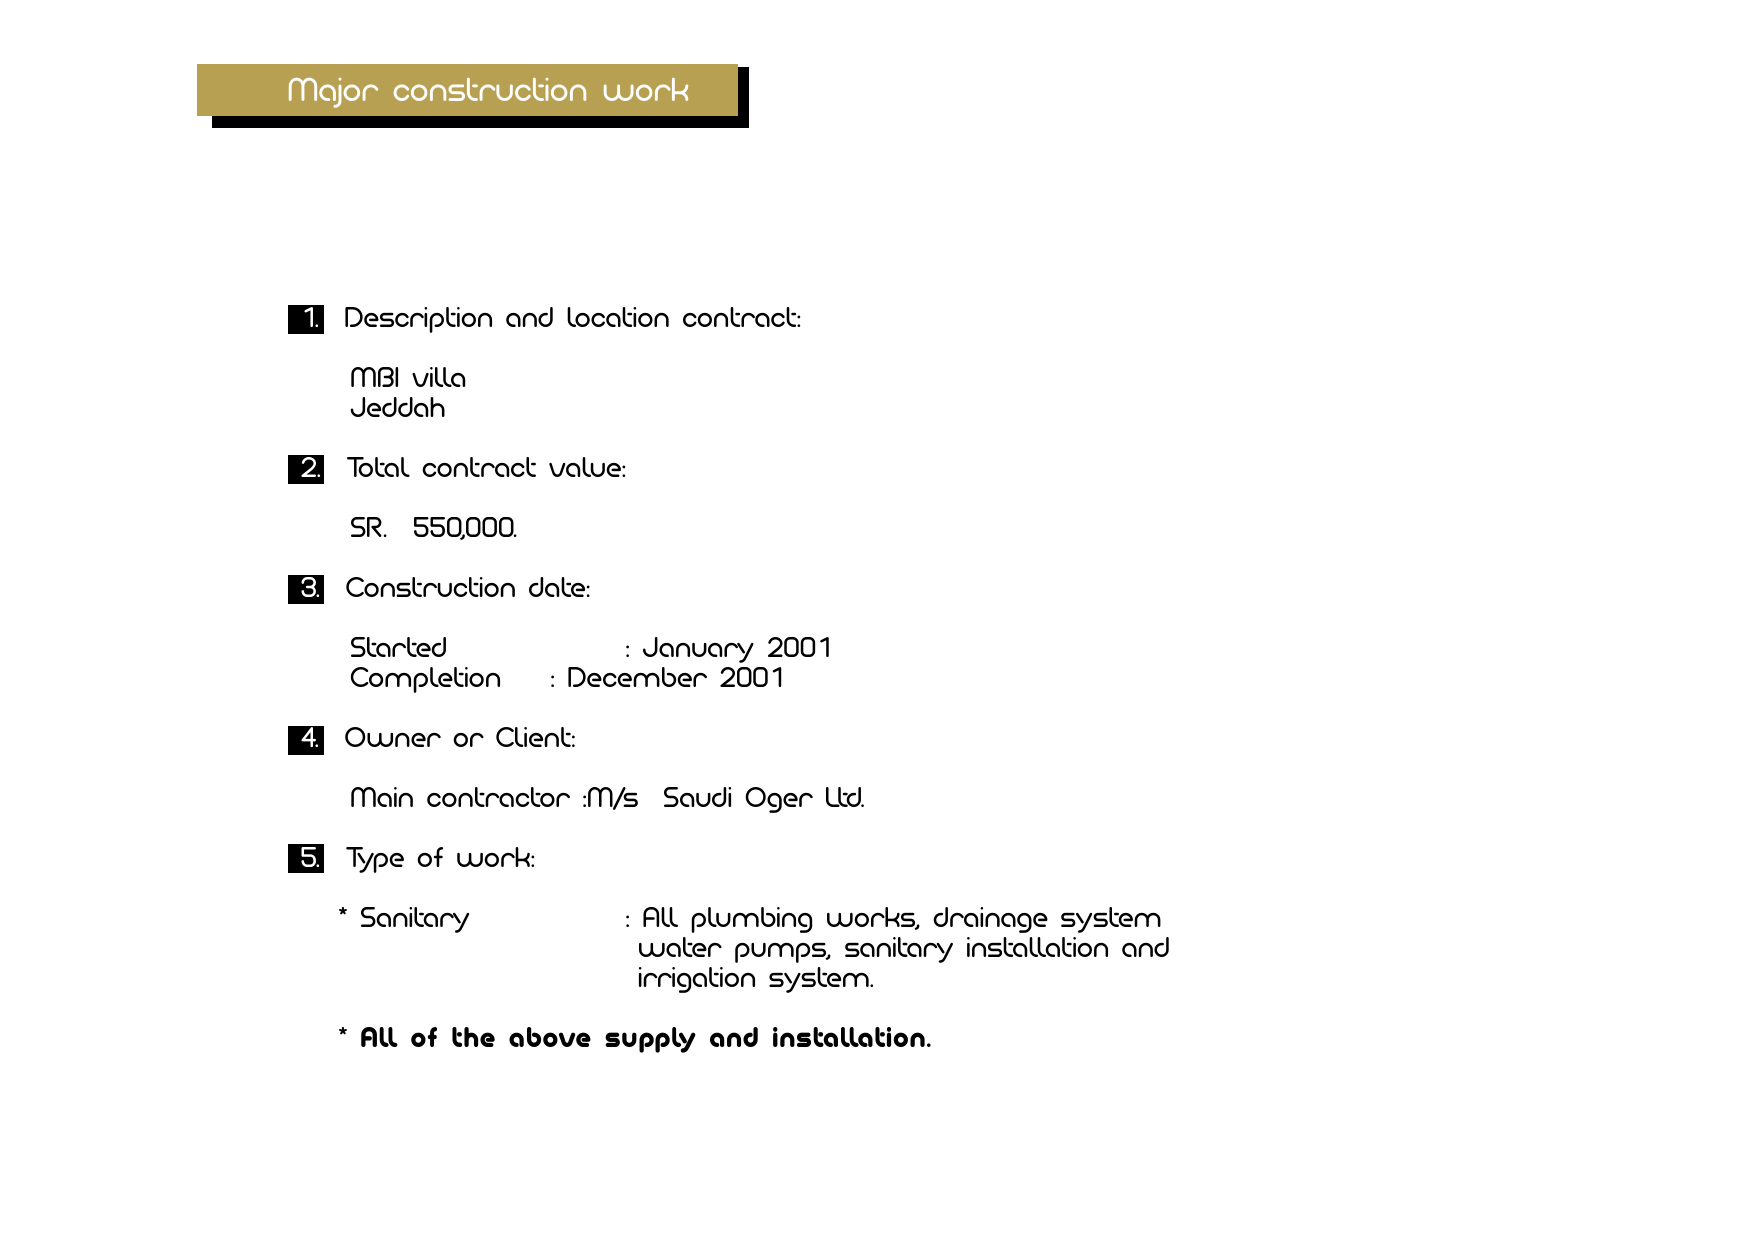 Major construction work
1. Description and location contract:
MBI villa
Jeddah
2. Total contract value:
SR. 550,000.
3. Construction date:
Started : January 2001
Completion : December 2001
4. Owner or Client:
Main contractor :M/s Saudi Oger Ltd.
5. Type of work:
* Sanitary : All plumbing works, drainage system
water pumps, sanitary installation and
irrigation system.
* All of the above supply and installation.